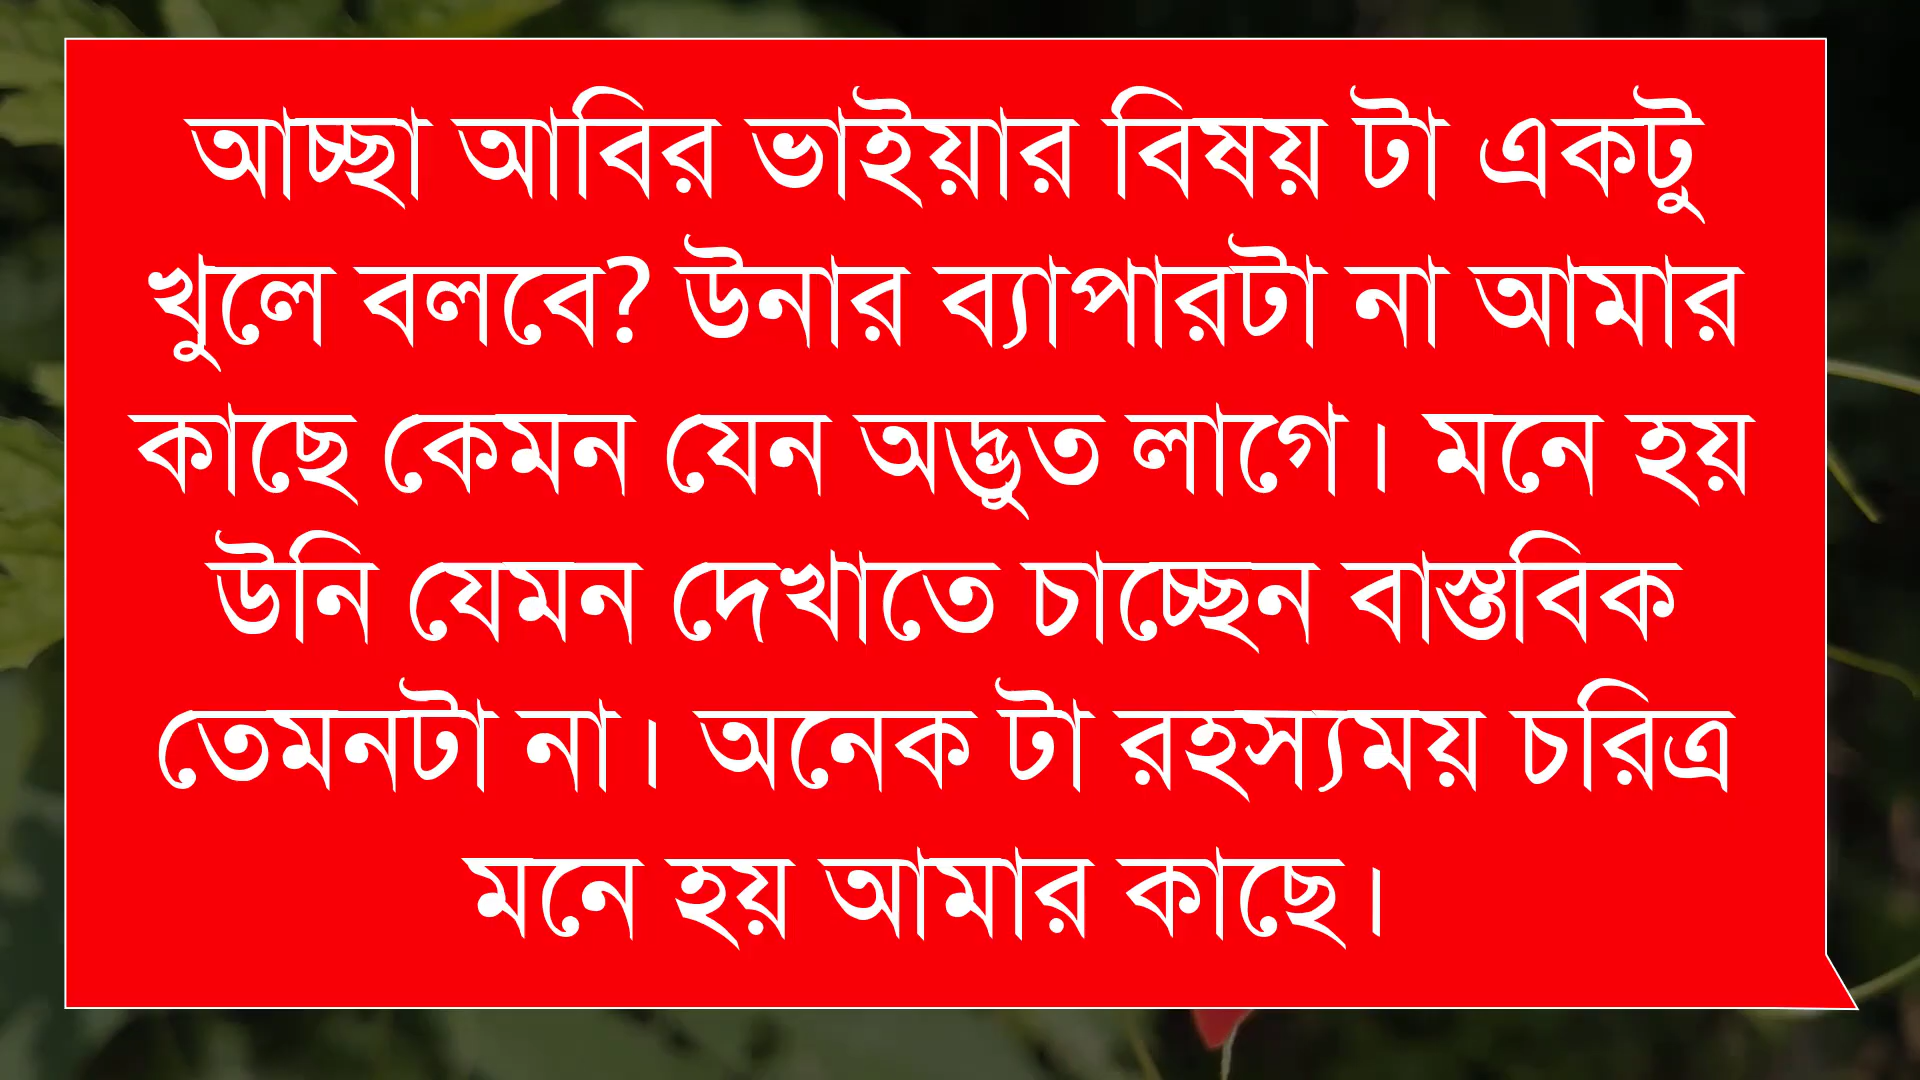 আচ্ছা আবির ভাইয়ার বিষয় টা একটু
খুলে বলবে? উনার ব্যাপারটা না আমার
কাছে কেমন যেন অদ্ভুত লাগে। মনে হয়
উনি যেমন দেখাতে চাচ্ছেন বাস্তবিক
তেমনটা না। অনেক টা রহস্যময় চরিত্র
মনে হয় আমার কাছে।